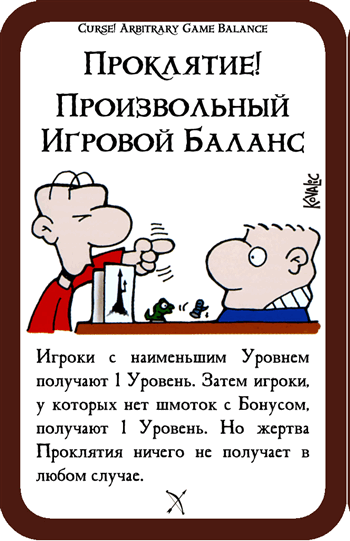 Curse! Arbitrary Game Balance
Проклятие!
Произвольный
Игровой Баланс
Kovalic
Игроки с наименьшим Уровнем
получают 1 Уровень. Затем игроки,
у которых нет шмоток с Бонусом,
получают 1 Уровень. Но жертва
Проклятия ничего не получает в
любом случае.